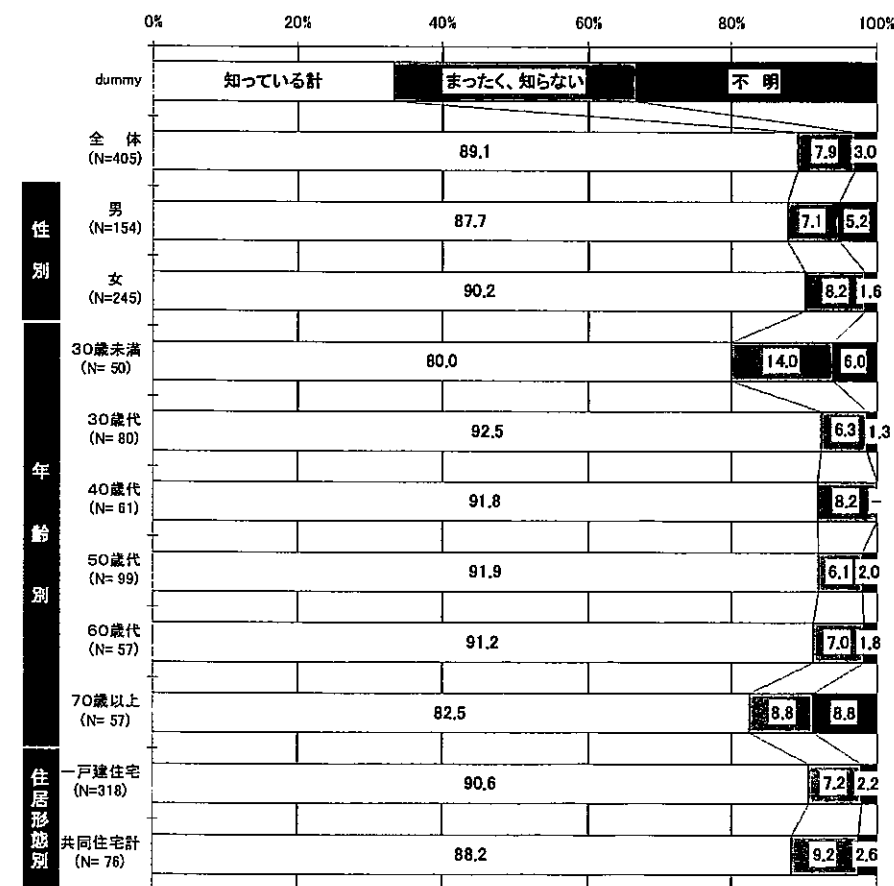 0% 20% 40% 60% 80% 100%
dummy 知っている計 まったく、知らない 不 明
全 体
(N=405) 89.1 7.9 3.0
性別
男
(N=154) 87.7 7.1 5.2
女
(N=245) 90.2 8.2 1.6
年齢別
30歳未満
(N= 50) 80.0 14.0 6.0
30歳代
(N= 80) 92.5 6.3 1.3
40歳代
(N= 61) 91.8 8.2 -
50歳代
(N= 99) 91.9 6.1 2.0
60歳代
(N= 57) 91.2 7.0 1.8
70歳以上
(N= 57) 82.5 8.8 8.8
住居形態別
一戸建住宅
(N=318) 90.6 7.2 2.2
共同住宅計
(N= 76) 88.2 9.2 2.6